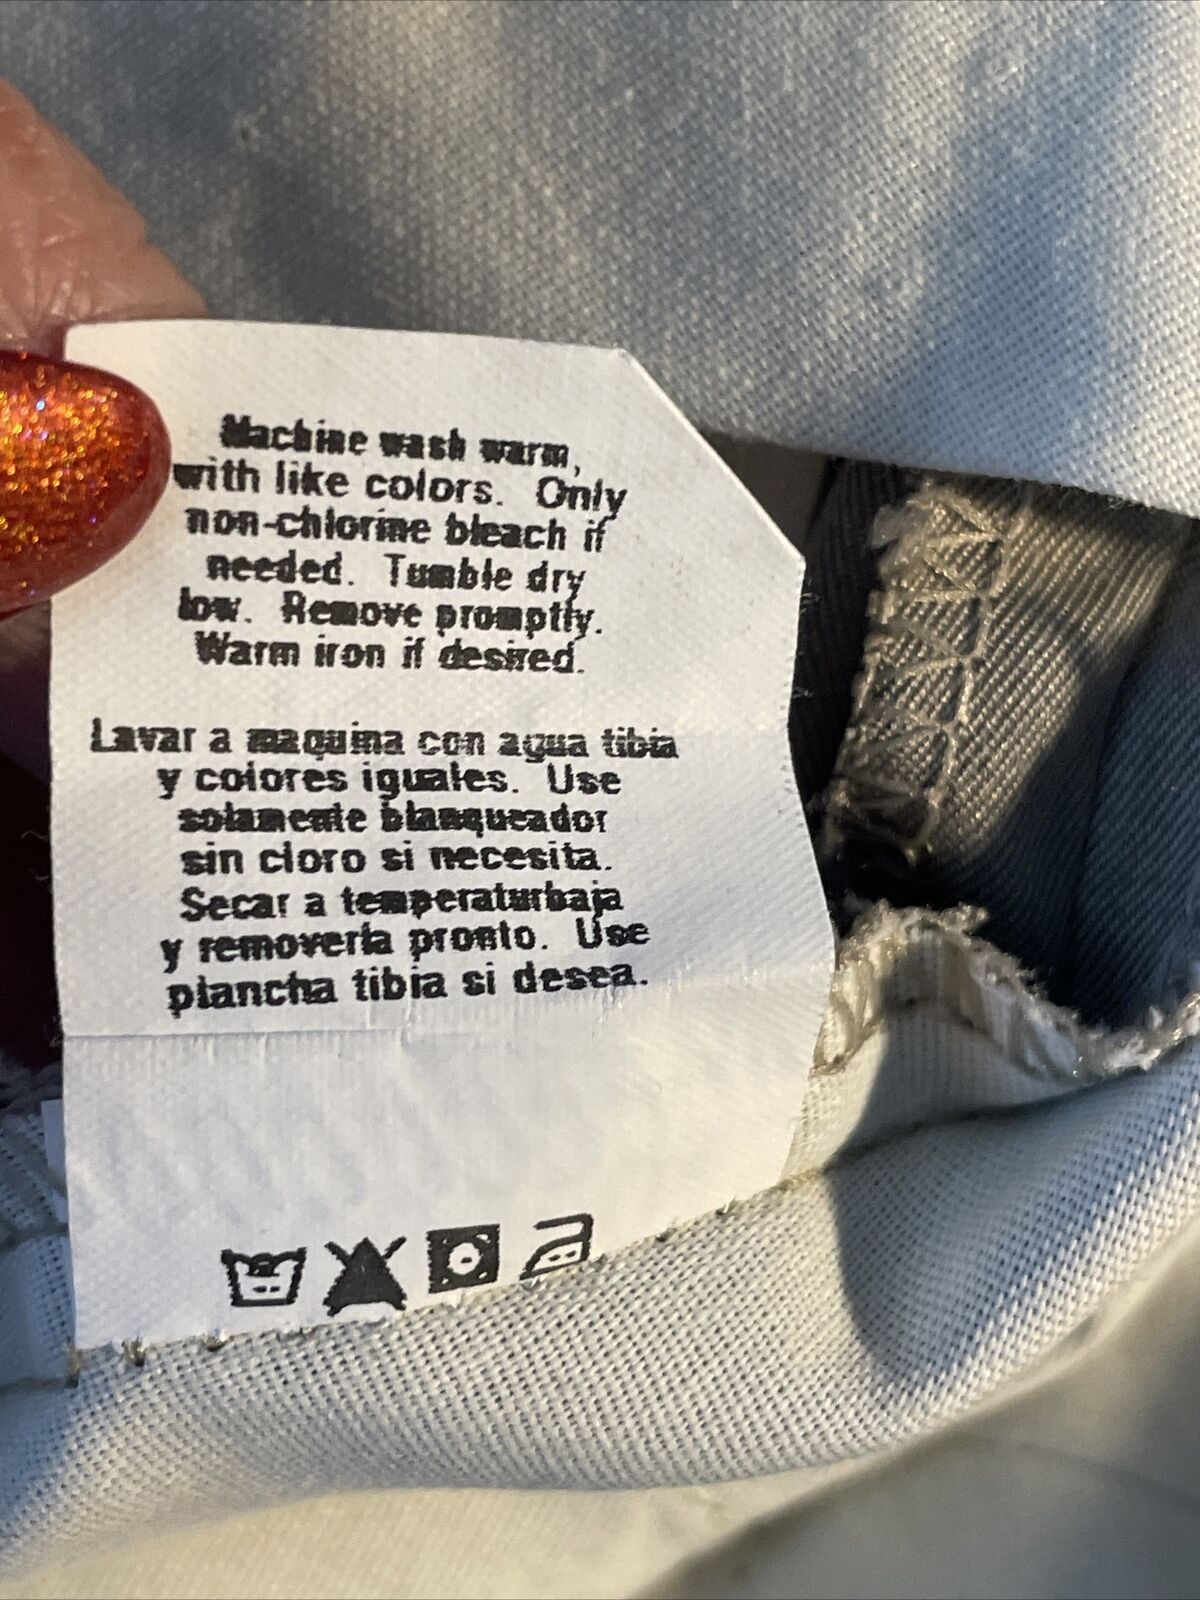 Machine wash warm,
with like colors. Only
non-chlorine bleach if
needed. Tumble dry
low. Remove promptly.
Warm iron if desired.
Lavar a maquina con agua tibia
y colores iguales. Use
solamente blanqueador
sin cloro si necesita.
Secar a temperaturbaja
y removerla pronto. Use
plancha tibia si desea.